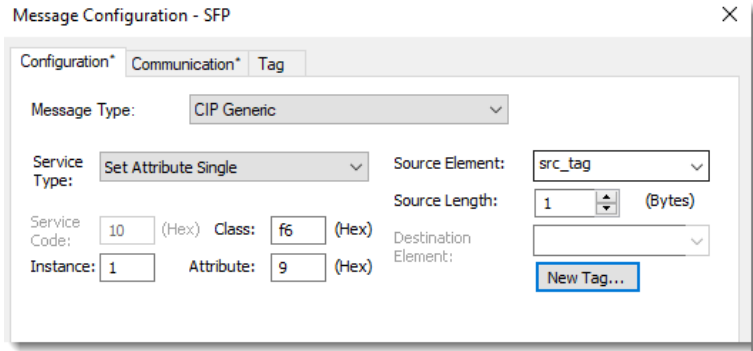 Message Configuration - SFP
Configuration* Communication* Tag
Message Type: CIP Generic
Service Type: Set Attribute Single Source Element: src_tag
Source Length: 1 (Bytes)
Service Code: 10 (Hex) Class: f6 (Hex) Destination Element:
Instance: 1 Attribute: 9 (Hex)
New Tag...